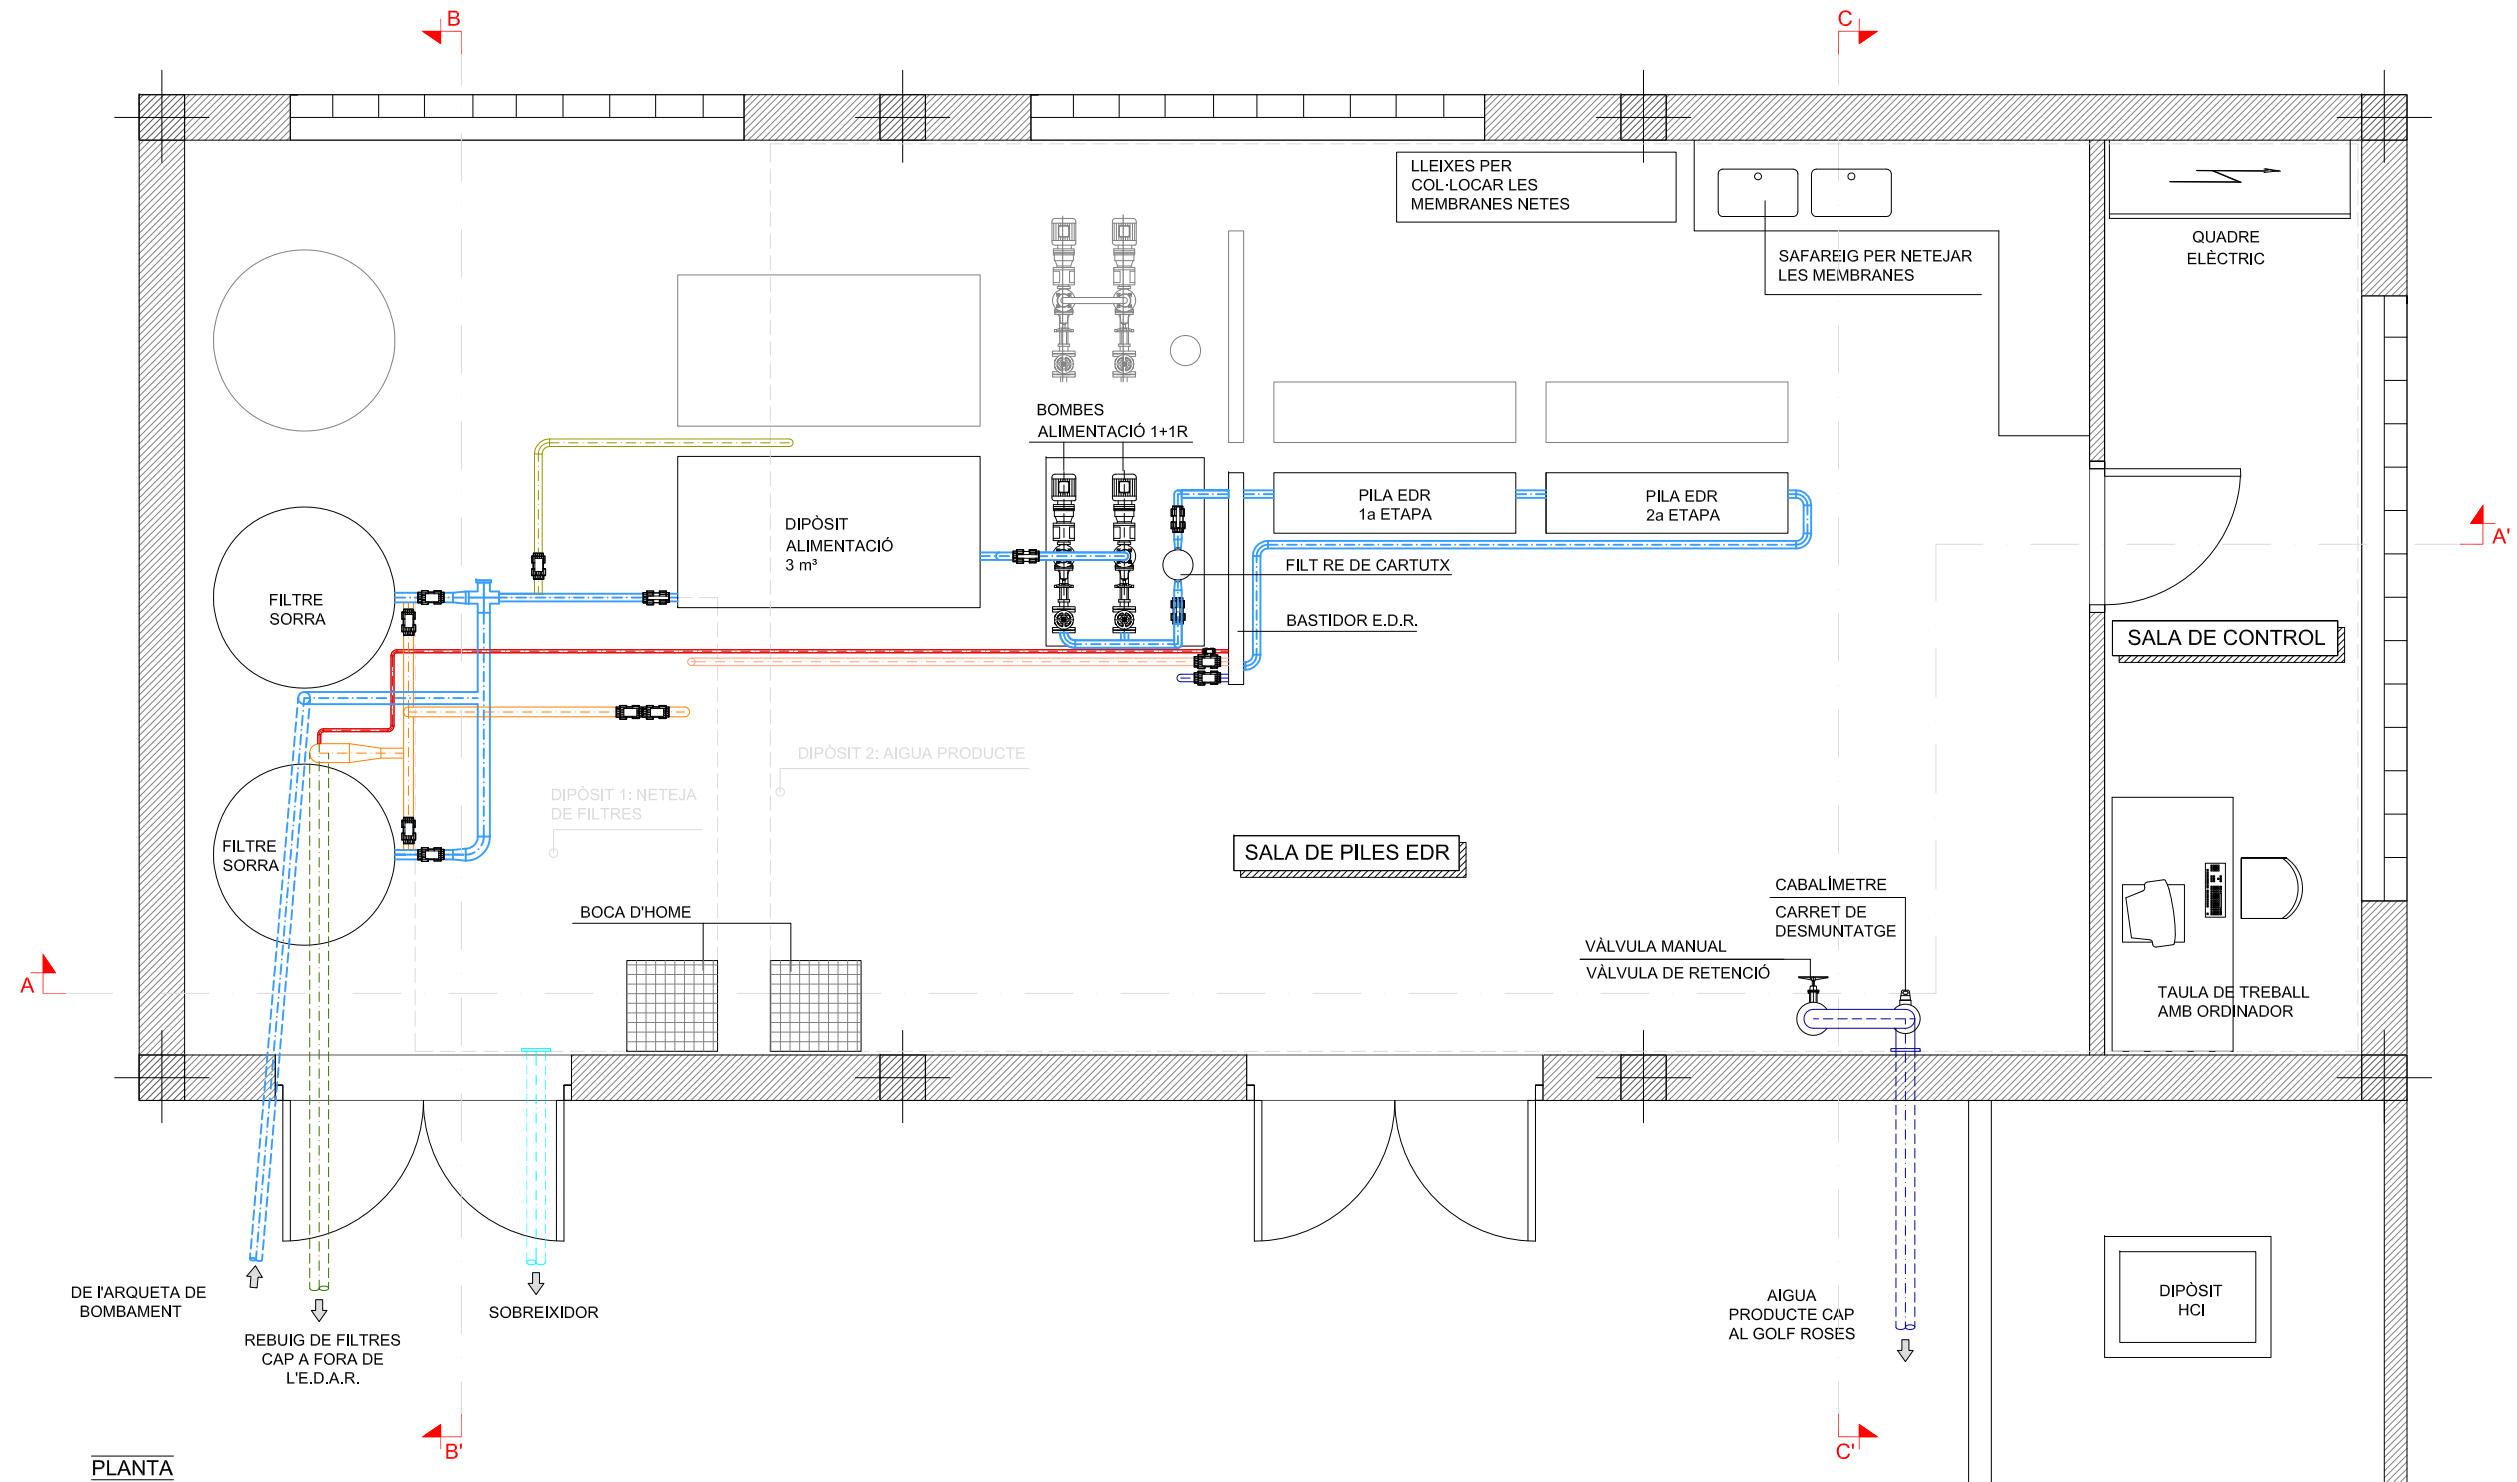 B
C
LLEIXES PER
COL·LOCAR LES
MEMBRANES NETES
SAFAREIG PER NETEJAR
LES MEMBRANES
QUADRE
ELÈCTRIC
BOMBES
ALIMENTACIÓ 1+1R
DIPÒSIT
ALIMENTACIÓ
3 m³
PILA EDR
1a ETAPA
PILA EDR
2a ETAPA
A'
FILT RE DE CARTUTX
FILTRE
SORRA
BASTIDOR E.D.R.
SALA DE CONTROL
DIPÒSIT 2: AIGUA PRODUCTE
DIPÒSIT 1: NETEJA
DE FILTRES
FILTRE
SORRA
SALA DE PILES EDR
BOCA D'HOME
CABALÍMETRE
CARRET DE
DESMUNTATGE
VÀLVULA MANUAL
VÀLVULA DE RETENCIÓ
A
TAULA DE TREBALL
AMB ORDINADOR
DE l'ARQUETA DE
BOMBAMENT
REBUIG DE FILTRES
CAP A FORA DE
L'E.D.A.R.
SOBREIXIDOR
AIGUA
PRODUCTE CAP
AL GOLF ROSES
DIPÒSIT
HCl
B'
C'
PLANTA